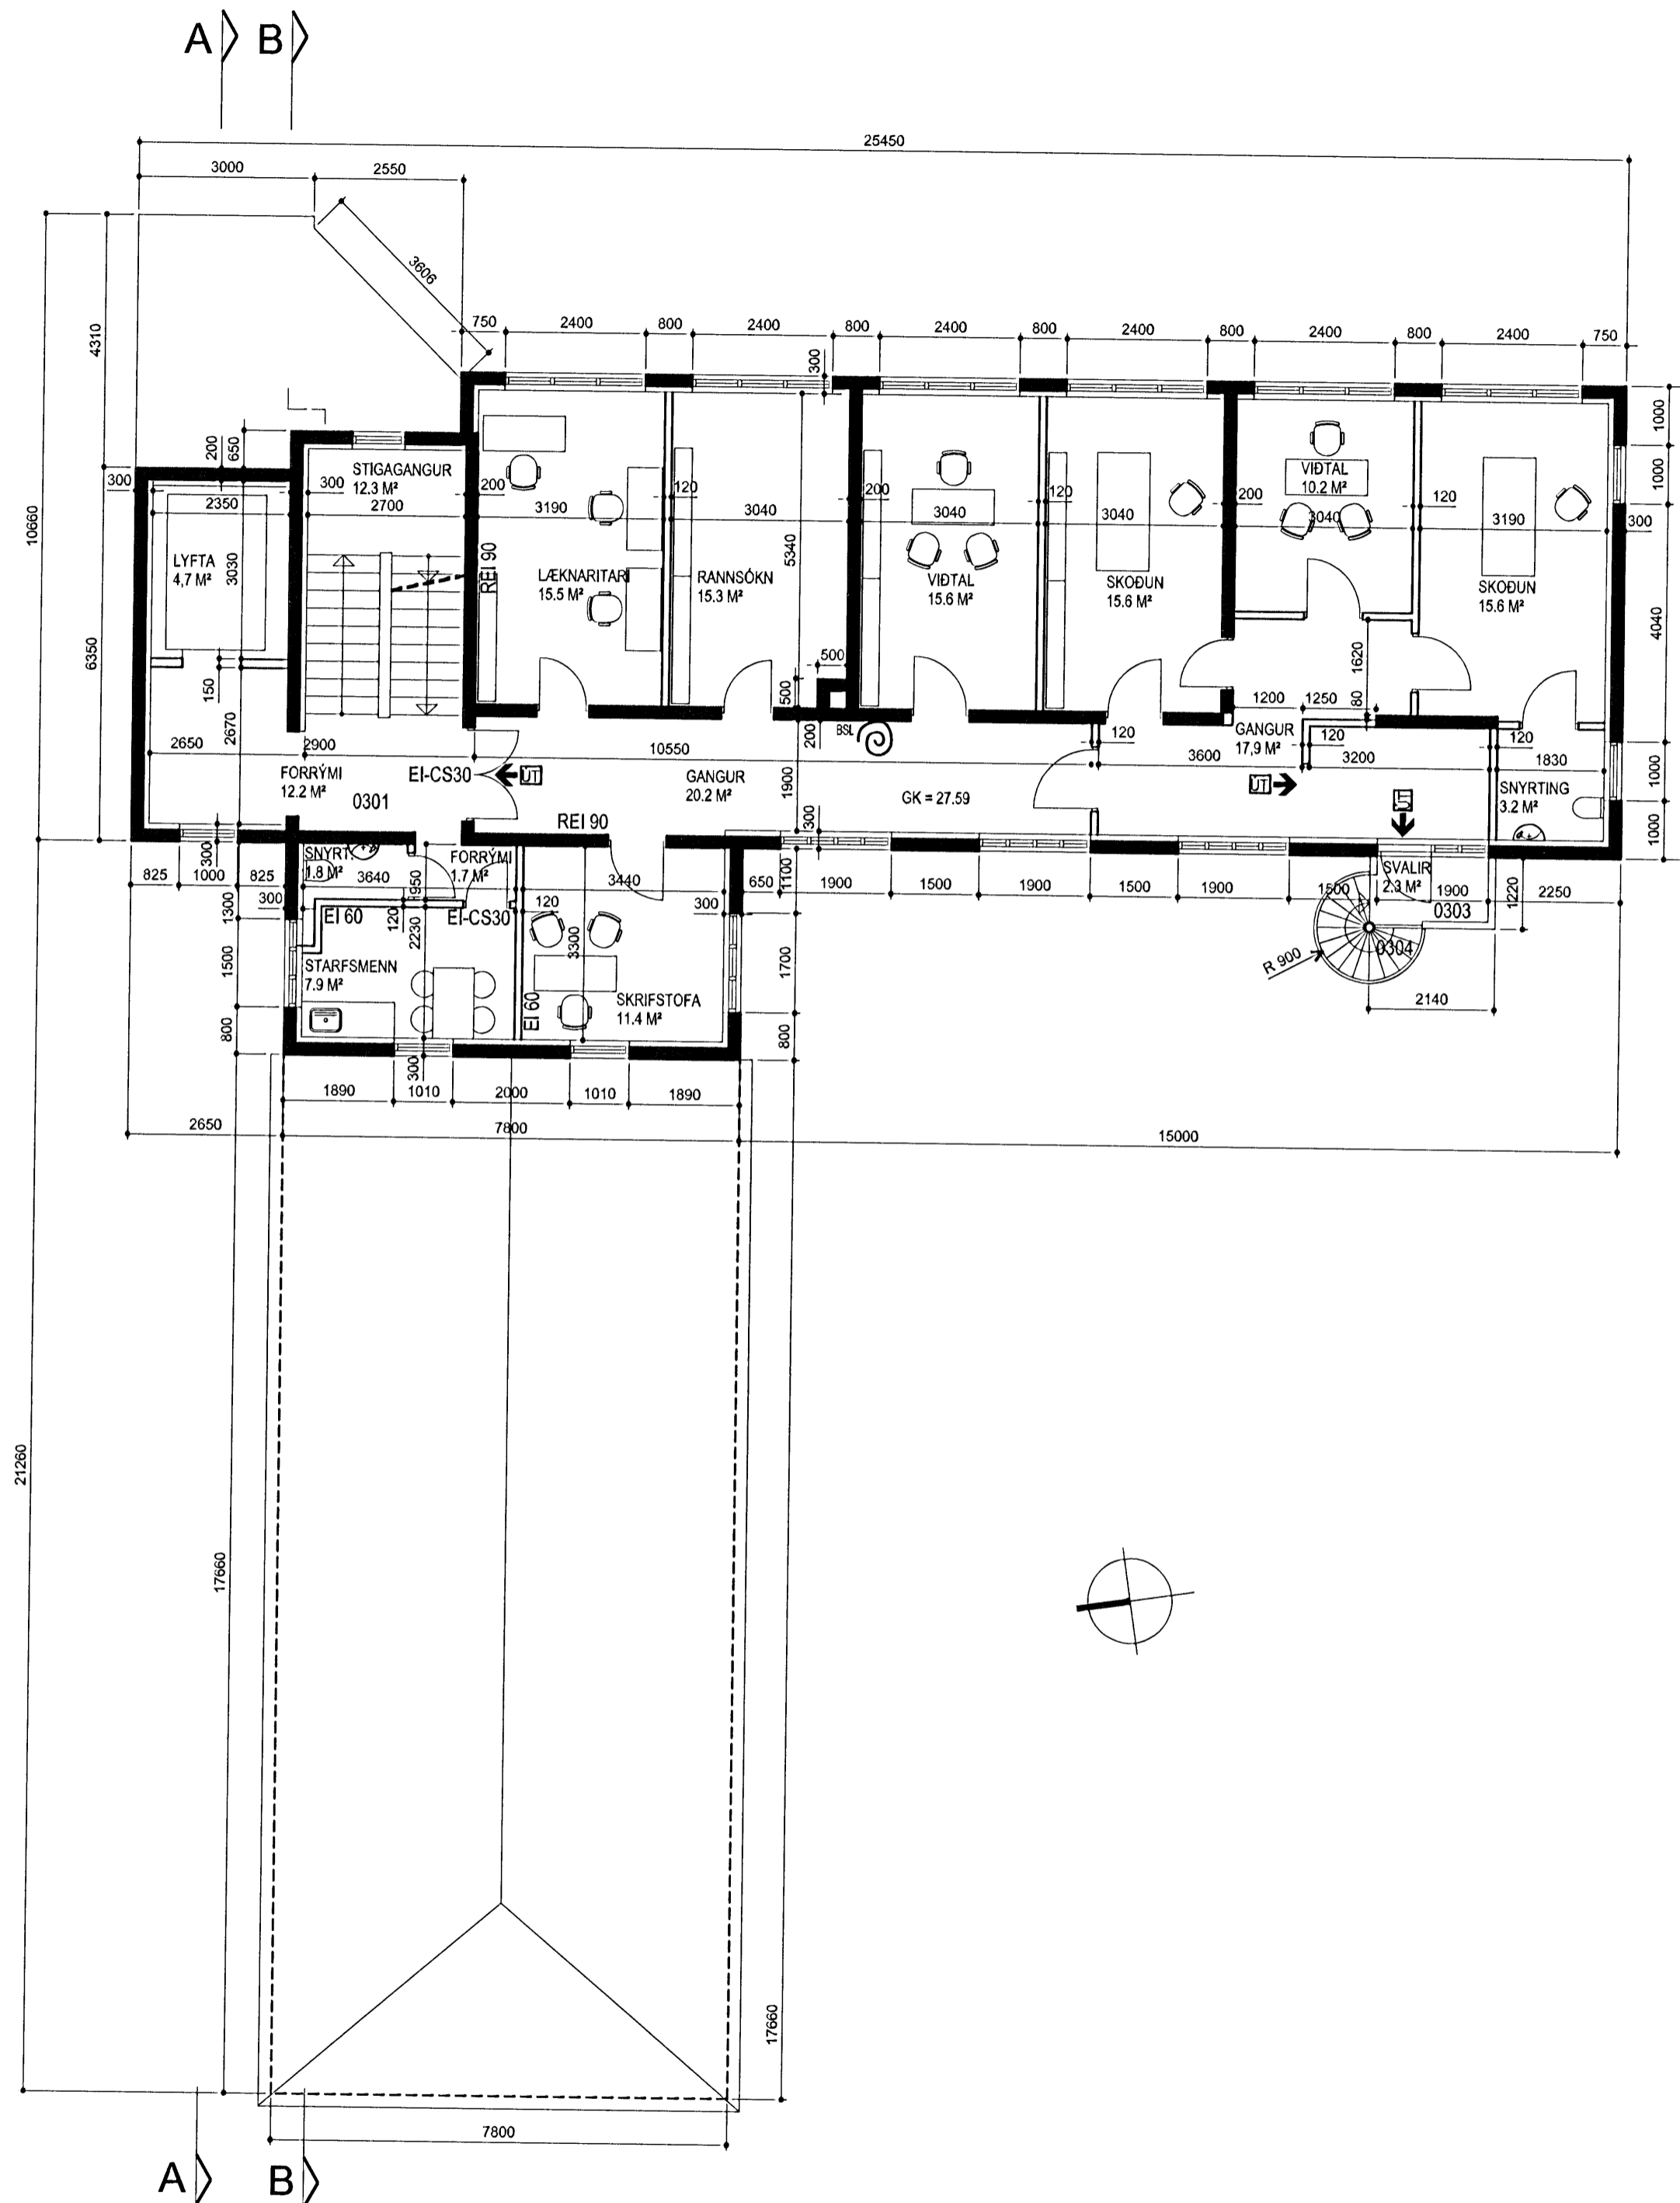 A B
25450
3000 2550
3606
10660
4310
750 2400 800 2400 800 2400 800 2400 800 2400 800 2400 750
300
200
650
300
2350
STIGAGANGUR
12.3 M²
300
2700
200
3190
120
3040
200
3040
120
3040
200
VIÐTAL
10.2 M²
3040
120
3190
300
1000
1000
4040
1000
1000
LYFTA
4,7 M²
3030
REI 90
LÆKNARITARI
15.5 M²
RANNSÓKN
15.3 M²
5340
VIÐTAL
15.6 M²
SKOÐUN
15.6 M²
SKOÐUN
15.6 M²
6350
150
2670
500
500
1620
80
1200 1250
2650
2900
10550
200
BSL
120
3600
GANGUR
17,9 M²
120
3200
120
1830
FORRÝMI
12.2 M²
0301
EI-CS30
ÚT
GANGUR
20.2 M²
1900
GK = 27.59
ÚT
ÚT
SNYRTING
3.2 M²
REI 90
300
300
825 1000 825
SNYRT.
1.8 M²
3640
950
FORRÝMI
1.7 M²
3440
650
1100
1900 1500 1900 1500 1900 1500
SVALIR
2.3 M²
1900
2250
0303
1220
300
1300
EI 60
120
2230
EI-CS30
120
300
3300
0304
R 900
2140
1500
STARFSMENN
7.9 M²
EI 60
SKRIFSTOFA
11.4 M²
1700
800
800
300
1890 1010 2000 1010 1890
2650 7800 15000
21260
17660
17660
7800
A B